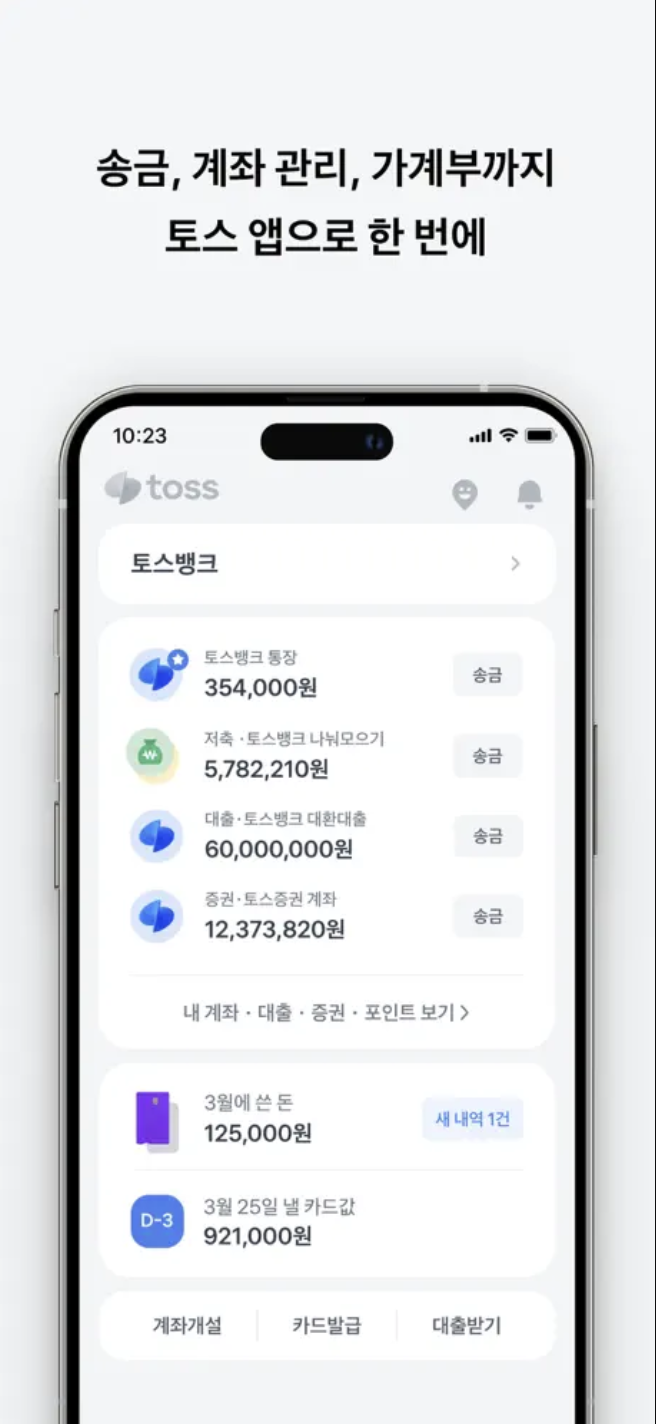 송금, 계좌 관리, 가계부까지
토스 앱으로 한 번에
10:23
toss
토스뱅크
토스뱅크 통장
354,000원
송금
저축 · 토스뱅크 나눠모으기
5,782,210원
송금
대출 · 토스뱅크 대환대출
60,000,000원
송금
증권 · 토스증권 계좌
12,373,820원
송금
내 계좌 · 대출 · 증권 · 포인트 보기 >
3월에 쓴 돈
125,000원
새 내역 1건
D-3
3월 25일 낼 카드값
921,000원
계좌개설
카드발급
대출받기